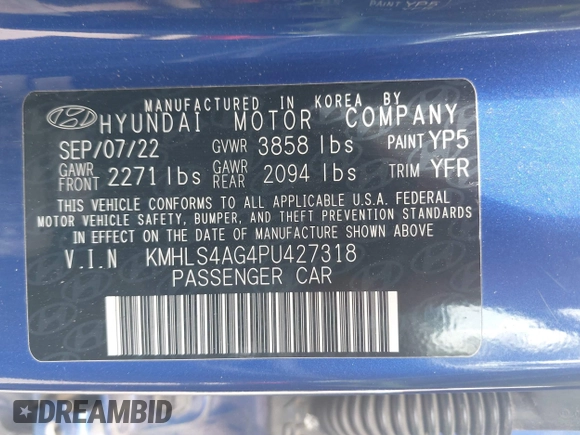 MANUFACTURED IN KOREA BY
HYUNDAI MOTOR COMPANY
SEP/07/22 GVWR 3858 lbs PAINT YP5
GAWR FRONT 2271 lbs GAWR REAR 2094 lbs TRIM YFR
THIS VEHICLE CONFORMS TO ALL APPLICABLE U.S.A. FEDERAL
MOTOR VEHICLE SAFETY, BUMPER, AND THEFT PREVENTION STANDARDS
IN EFFECT ON THE DATE OF MANUFACTURE SHOWN ABOVE.
V.I.N KMHLS4AG4PU427318
PASSENGER CAR
DREAMBID